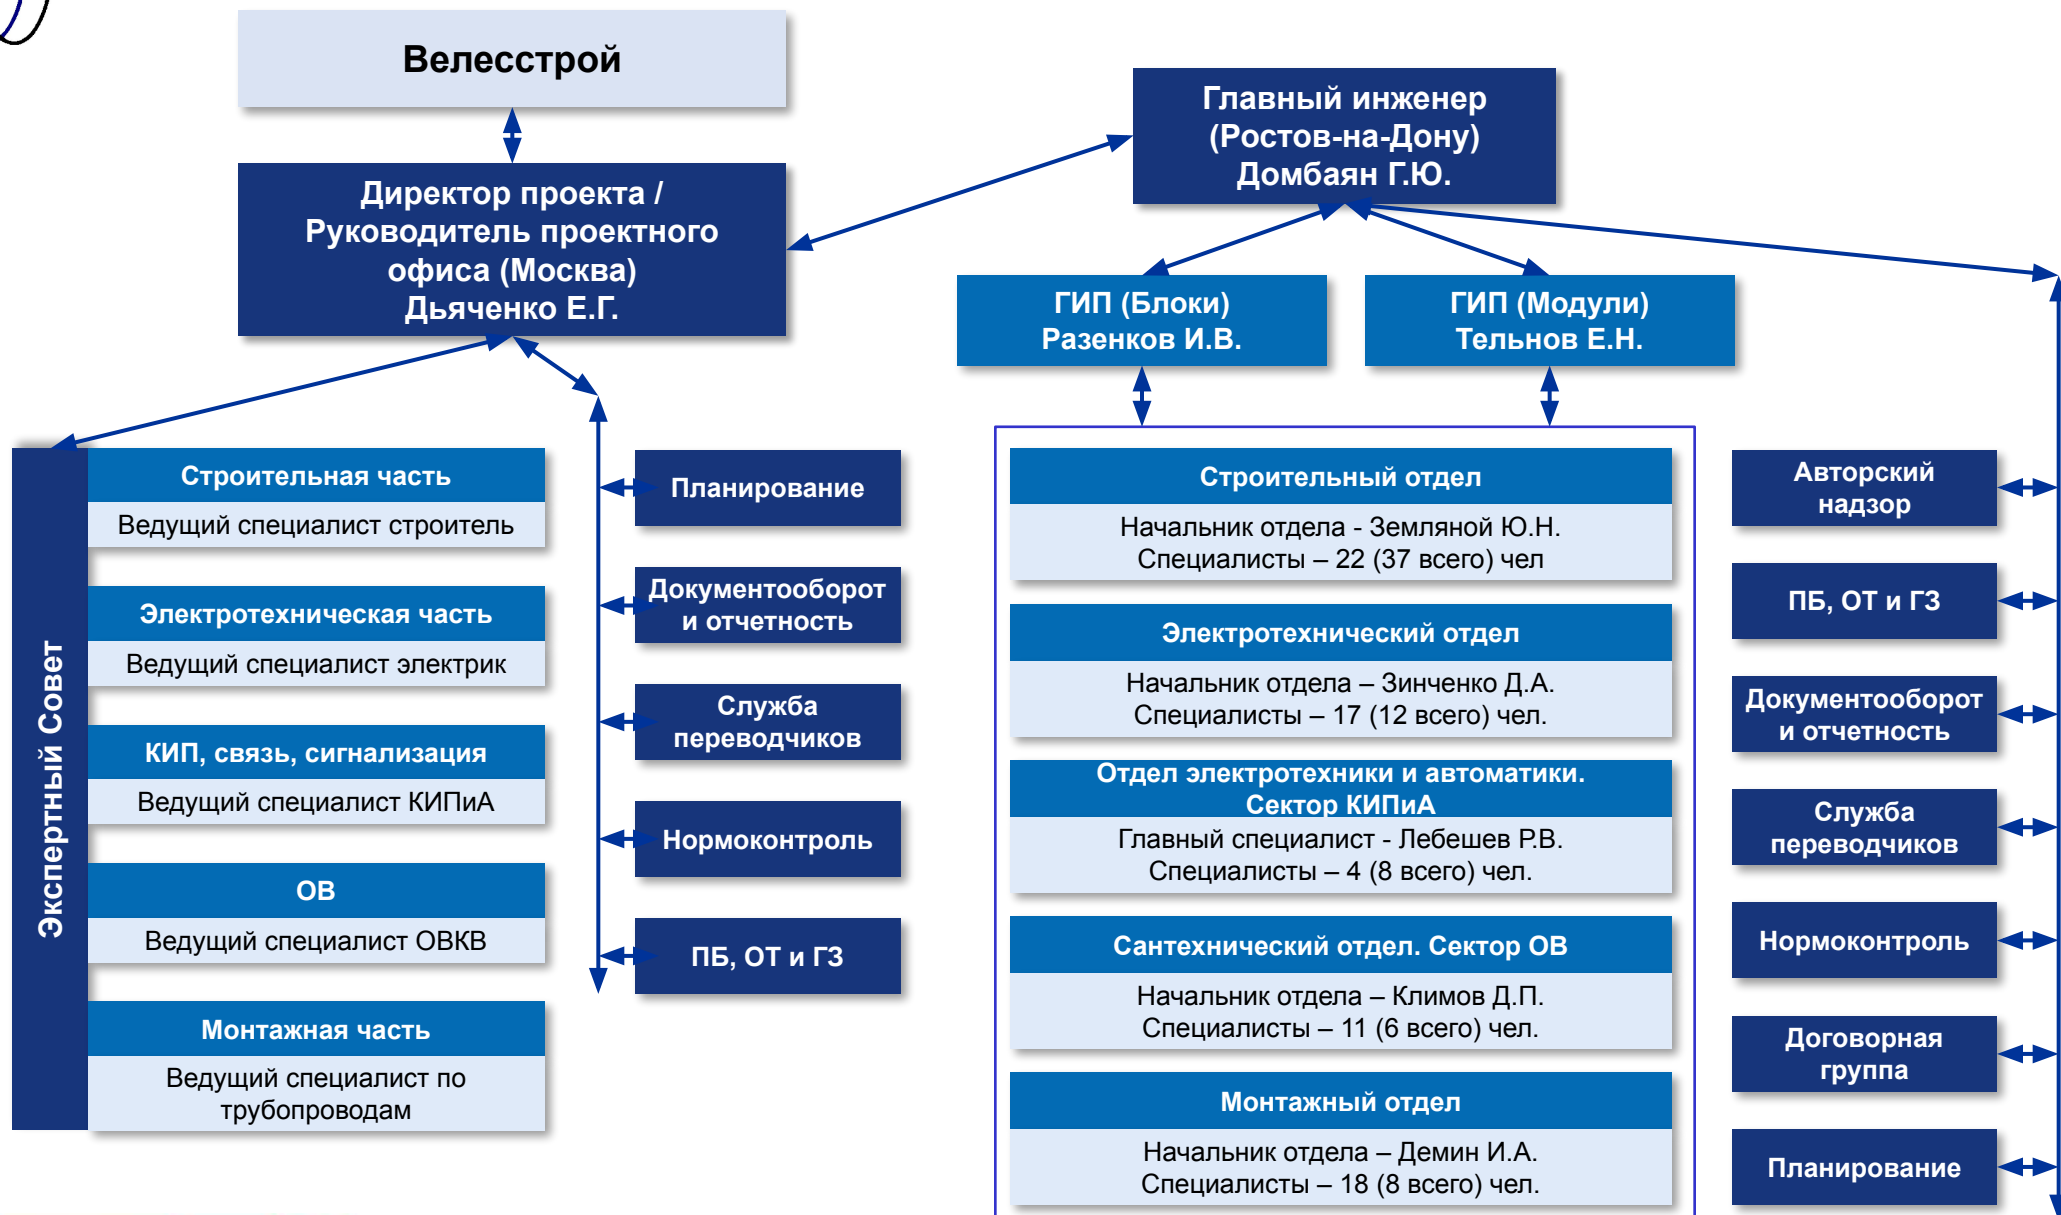 Велесстрой
Директор проекта /
Руководитель проектного
офиса (Москва)
Дьяченко Е.Г.
Главный инженер
(Ростов-на-Дону)
Домбаян Г.Ю.
ГИП (Блоки)
Разенков И.В.
ГИП (Модули)
Тельнов Е.Н.
Экспертный Совет
Строительная часть
Ведущий специалист строитель
Электротехническая часть
Ведущий специалист электрик
КИП, связь, сигнализация
Ведущий специалист КИПиА
ОВ
Ведущий специалист ОВКВ
Монтажная часть
Ведущий специалист по
трубопроводам
Планирование
Документооборот
и отчетность
Служба
переводчиков
Нормоконтроль
ПБ, ОТ и ГЗ
Строительный отдел
Начальник отдела - Земляной Ю.Н.
Специалисты – 22 (37 всего) чел
Электротехнический отдел
Начальник отдела – Зинченко Д.А.
Специалисты – 17 (12 всего) чел.
Отдел электротехники и автоматики.
Сектор КИПиА
Главный специалист - Лебешев Р.В.
Специалисты – 4 (8 всего) чел.
Сантехнический отдел. Сектор ОВ
Начальник отдела – Климов Д.П.
Специалисты – 11 (6 всего) чел.
Монтажный отдел
Начальник отдела – Демин И.А.
Специалисты – 18 (8 всего) чел.
Авторский
надзор
ПБ, ОТ и ГЗ
Документооборот
и отчетность
Служба
переводчиков
Нормоконтроль
Договорная
группа
Планирование